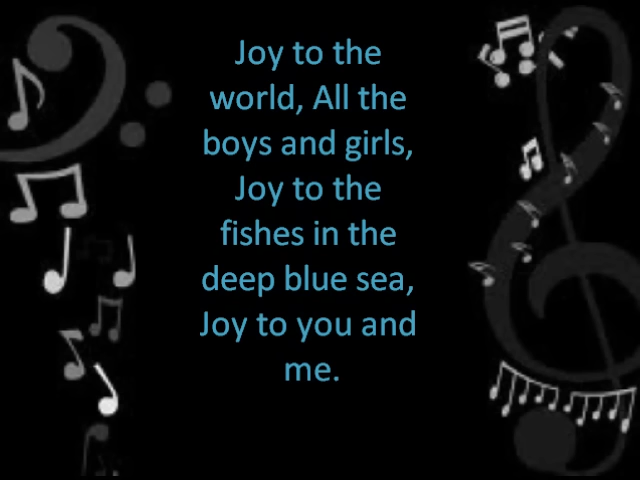 Joy to the
world, All the
boys and girls,
Joy to the
fishes in the
deep blue sea,
Joy to you and
me.